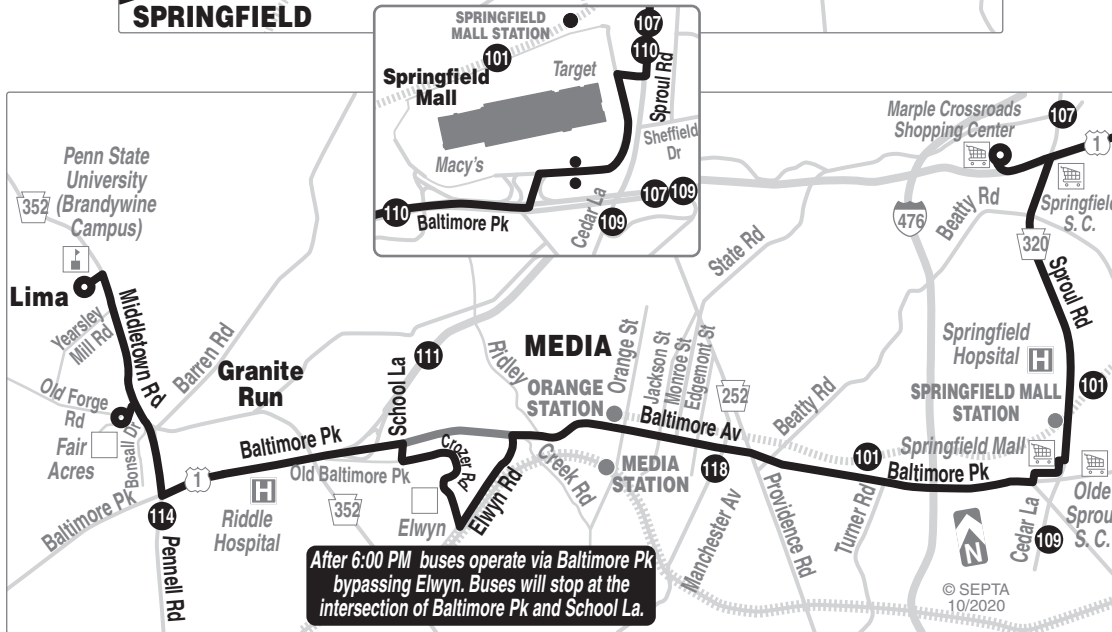 SPRINGFIELD
SPRINGFIELD
MALL STATION
101
107
110
Springfield
Mall
Target
Sproul Rd
Sheffield
Dr
Macy's
110
Baltimore Pk
Cedar La
109
107
109
Marple Crossroads
Shopping Center
107
1
Springfiel
S. C.
Penn State
University
(Brandywine
Campus)
352
Lima
Yearsley
Mill Rd
Middletown Rd
Barren Rd
Old Forge
Rd
Fair
Acres
Bonsall Dr
Baltimore Pk
114
Pennell Rd
1
Granite
Run
Baltimore Pk
H
Riddle
Hospital
Old Baltimore Pk
352
School La
111
Crozer Rd
Elwyn
Elwyn Rd
Ridley
Creek Rd
MEDIA
ORANGE
STATION
Orange St
Jackson St
Monroe St
Edgemont St
Baltimore Av
MEDIA
STATION
118
Manchester Av
252
State Rd
Providence Rd
Beatty Rd
Turner Rd
101
Baltimore Pk
476
Beatty Rd
320
Sproul Rd
Springfield
Hopsital
H
SPRINGFIELD MALL
STATION
101
Springfield Mall
Olde
Sprou
S. C.
Cedar La
109
N
After 6:00 PM buses operate via Baltimore Pk
bypassing Elwyn. Buses will stop at the
intersection of Baltimore Pk and School La.
© SEPTA
10/2020